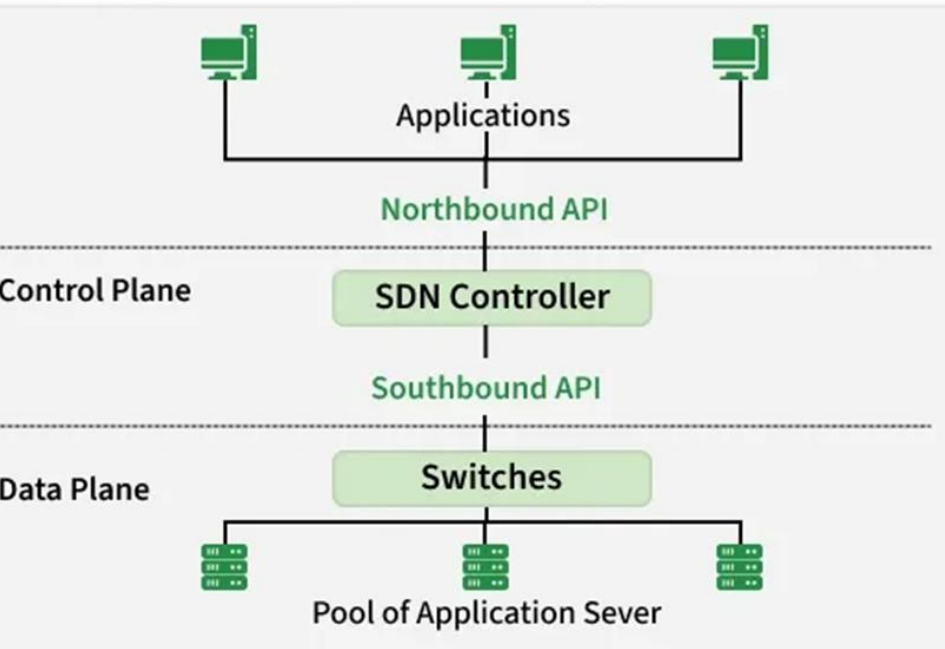 Applications
Northbound API
Control Plane
SDN Controller
Southbound API
Switches
Data Plane
Pool of Application Sever